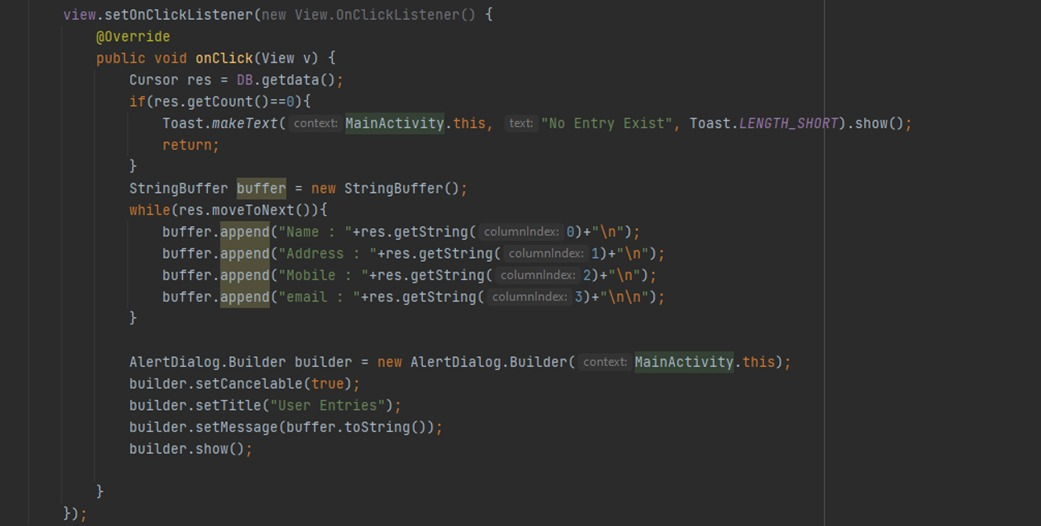 view.setOnClickListener(new View.OnClickListener() {
@Override
public void onClick(View v) {
Cursor res = DB.getdata();
if(res.getCount()==0){
Toast.makeText( context: MainActivity.this, text: "No Entry Exist", Toast.LENGTH_SHORT).show();
return;
}
StringBuffer buffer = new StringBuffer();
while(res.moveToNext()){
buffer.append("Name : "+res.getString( columnIndex: 0)+"\n");
buffer.append("Address : "+res.getString( columnIndex: 1)+"\n");
buffer.append("Mobile : "+res.getString( columnIndex: 2)+"\n");
buffer.append("email : "+res.getString( columnIndex: 3)+"\n\n");
}
AlertDialog.Builder builder = new AlertDialog.Builder( context: MainActivity.this);
builder.setCancelable(true);
builder.setTitle("User Entries");
builder.setMessage(buffer.toString());
builder.show();
}
});